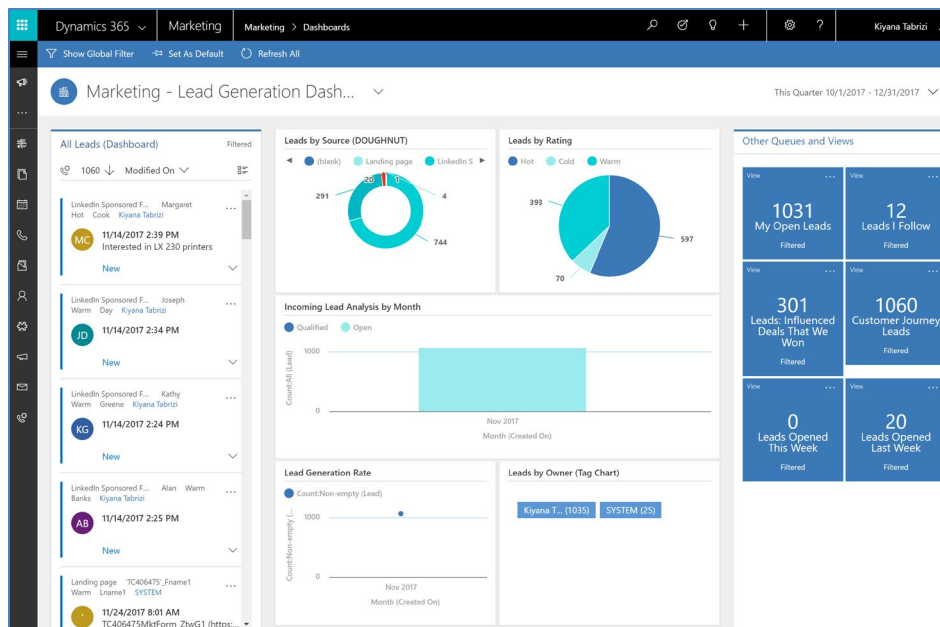 Dynamics 365 Marketing Marketing > Dashboards Kiyana Tabrizi
Show Global Filter Set As Default Refresh All
Marketing - Lead Generation Dash...
This Quarter 10/1/2017 - 12/31/2017
All Leads (Dashboard) Filtered
1060 Modified On
LinkedIn Sponsored F... Margaret
Hot Cook Kiyana Tabrizi
MC
11/14/2017 2:39 PM
Interested in LX 230 printers
New
LinkedIn Sponsored F... Joseph
Warm Day Kiyana Tabrizi
JD
11/14/2017 2:34 PM
New
LinkedIn Sponsored F... Kathy
Warm Greene Kiyana Tabrizi
KG
11/14/2017 2:24 PM
New
LinkedIn Sponsored F... Alan Warm
Banks Kiyana Tabrizi
AB
11/14/2017 2:25 PM
New
Landing page 'TC406475'_Fname1
Warm Lname1 SYSTEM
11/24/2017 8:01 AM
TC406475MktForm_ZtwG1 (https:...
Leads by Source (DOUGHNUT)
(blank) Landing page LinkedIn S
20 1
291
4
744
Leads by Rating
Hot Cold Warm
393
597
70
Incoming Lead Analysis by Month
Qualified Open
Count:All (Lead)
1000
0
Nov 2017
Month (Created On)
Lead Generation Rate
Count:Non-empty (Lead)
Count:Non-empty (...
1000
0
Nov 2017
Month (Created On)
Leads by Owner (Tag Chart)
Kiyana T... (1035) SYSTEM (25)
Other Queues and Views
View ...
1031
My Open Leads
Filtered
View ...
12
Leads I Follow
Filtered
View ...
301
Leads: Influenced
Deals That We
Won
Filtered
View ...
1060
Customer Journey
Leads
Filtered
View ...
0
Leads Opened
This Week
Filtered
View ...
20
Leads Opened
Last Week
Filtered